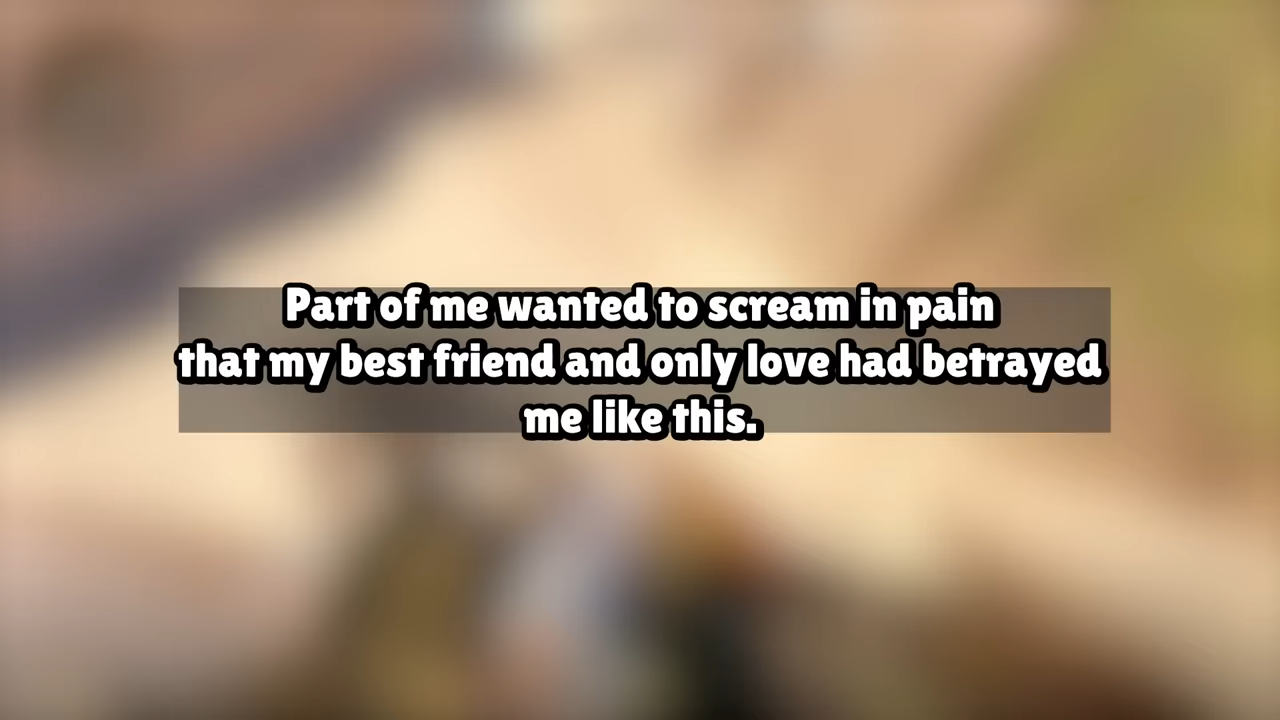 Part of me wanted to scream in pain
that my best friend and only love had betrayed
me like this.